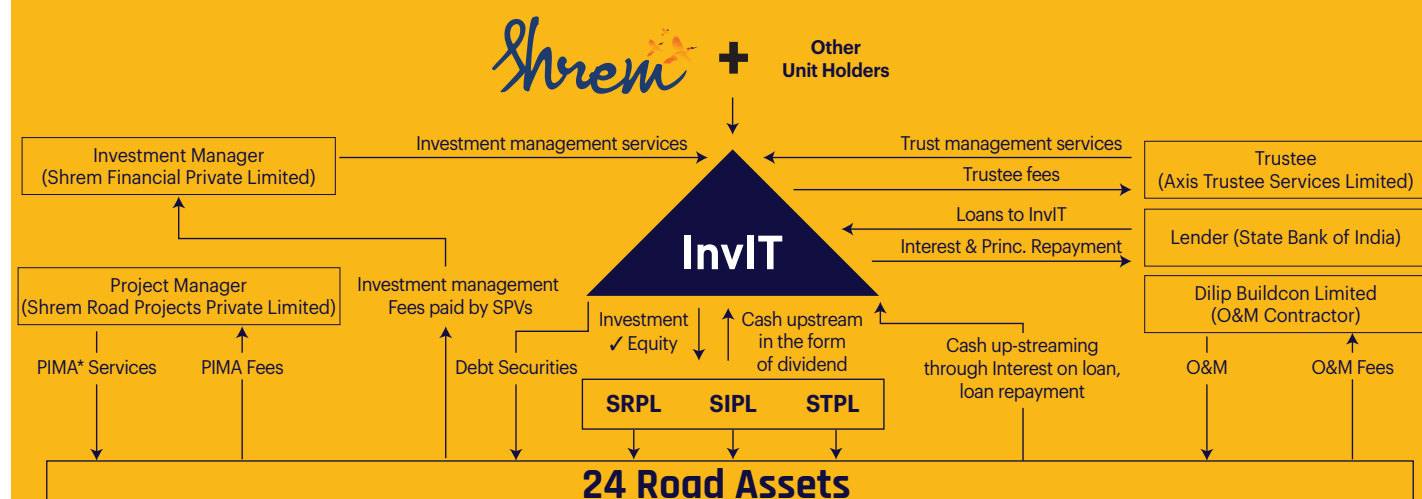 Shrem
+
Other
Unit Holders
Investment management services
Trust management services
Investment Manager
(Shrem Financial Private Limited)
Trustee
(Axis Trustee Services Limited)
Trustee fees
Loans to InvIT
InvIT
Lender (State Bank of India)
Interest & Princ. Repayment
Project Manager
(Shrem Road Projects Private Limited)
Investment management
Fees paid by SPVs
Dilip Buildcon Limited
(O&M Contractor)
Investment
✓ Equity
Cash upstream
in the form
of dividend
Cash up-streaming
through Interest on loan,
loan repayment
PIMA* Services
PIMA Fees
Debt Securities
O&M
O&M Fees
SRPL
SIPL
STPL
24 Road Assets